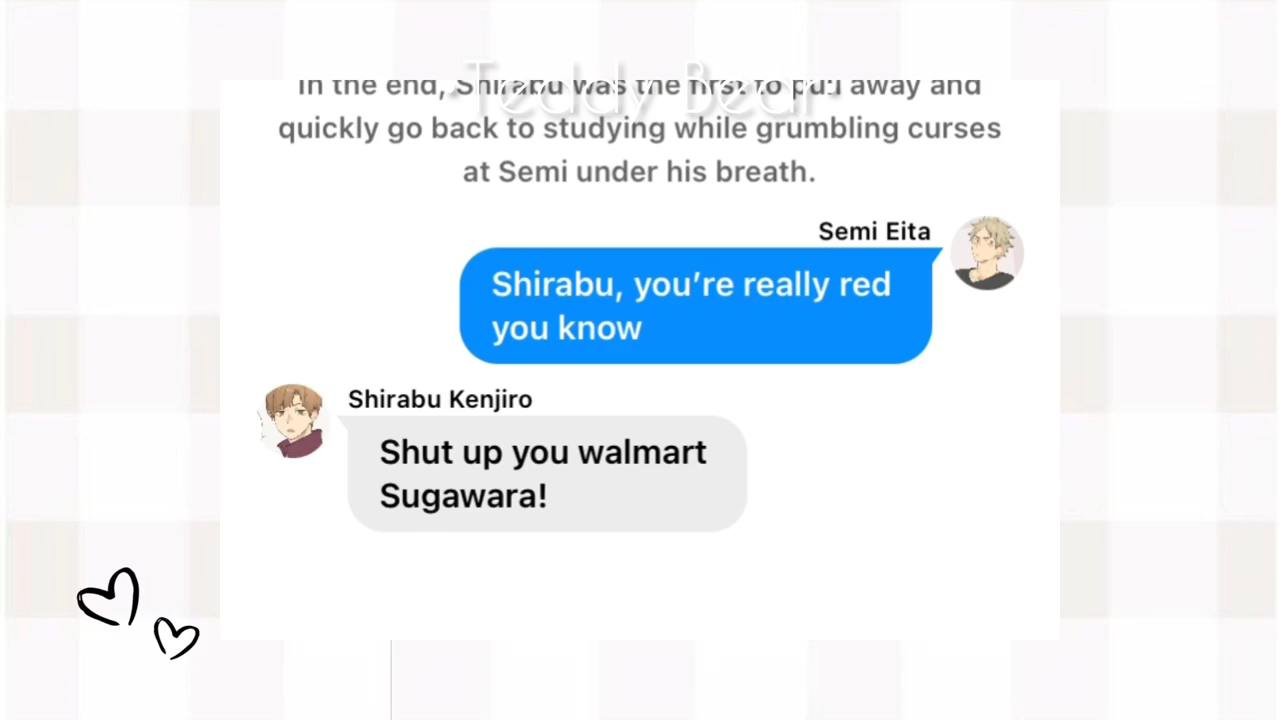 Teddy Bear
In the end, Shirabu was the first to pull away and
quickly go back to studying while grumbling curses
at Semi under his breath.
Semi Eita
Shirabu, you’re really red
you know
Shirabu Kenjiro
Shut up you walmart
Sugawara!